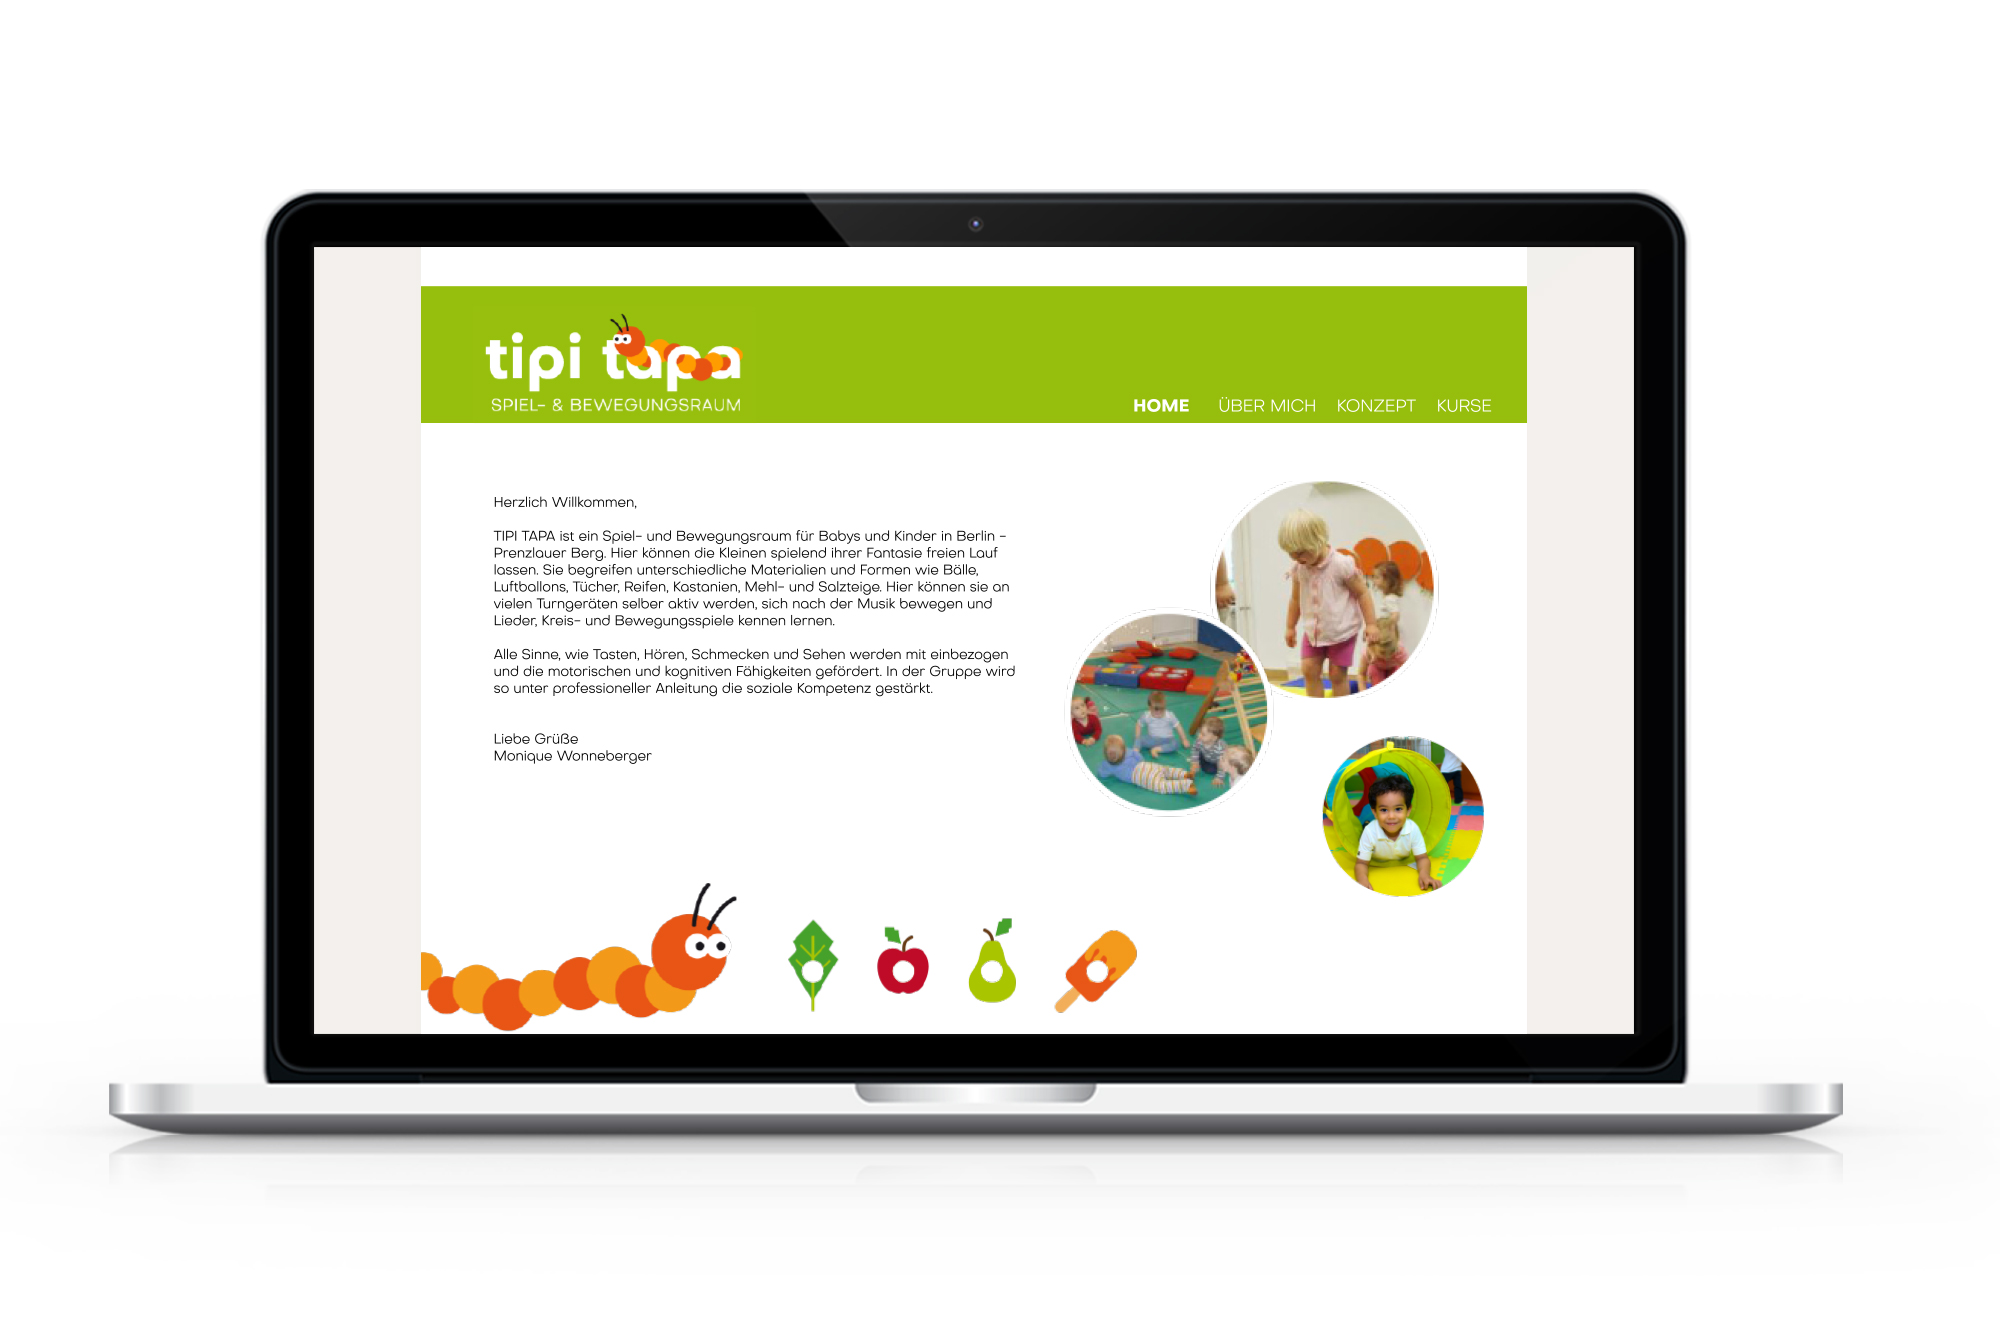 tipi tapa
SPIEL- & BEWEGUNGSRAUM
HOME ÜBER MICH KONZEPT KURSE
Herzlich Willkommen,
TIPI TAPA ist ein Spiel- und Bewegungsraum für Babys und Kinder in Berlin -
Prenzlauer Berg. Hier können die Kleinen spielend ihrer Fantasie freien Lauf
lassen. Sie begreifen unterschiedliche Materialien und Formen wie Bälle,
Luftballons, Tücher, Reifen, Kastanien, Mehl- und Salzteige. Hier können sie an
vielen Turngeräten selber aktiv werden, sich nach der Musik bewegen und
Lieder, Kreis- und Bewegungsspiele kennen lernen.
Alle Sinne, wie Tasten, Hören, Schmecken und Sehen werden mit einbezogen
und die motorischen und kognitiven Fähigkeiten gefördert. In der Gruppe wird
so unter professioneller Anleitung die soziale Kompetenz gestärkt.
Liebe Grüße
Monique Wonneberger